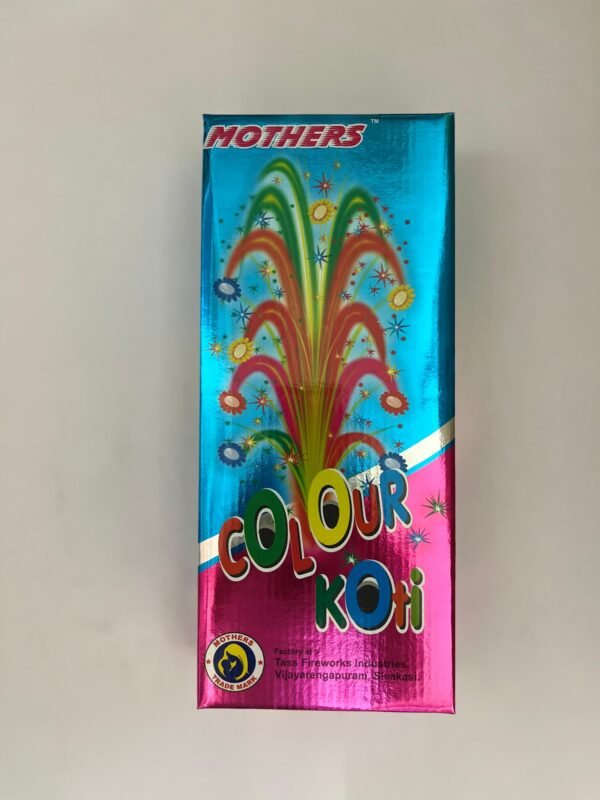 MOTHERS™
COLOUR
KOti
MOTHERS
TRADE MARK
Factory at :-
Tass Fireworks Industries,
Vijayarengapuram, Sivakasi.